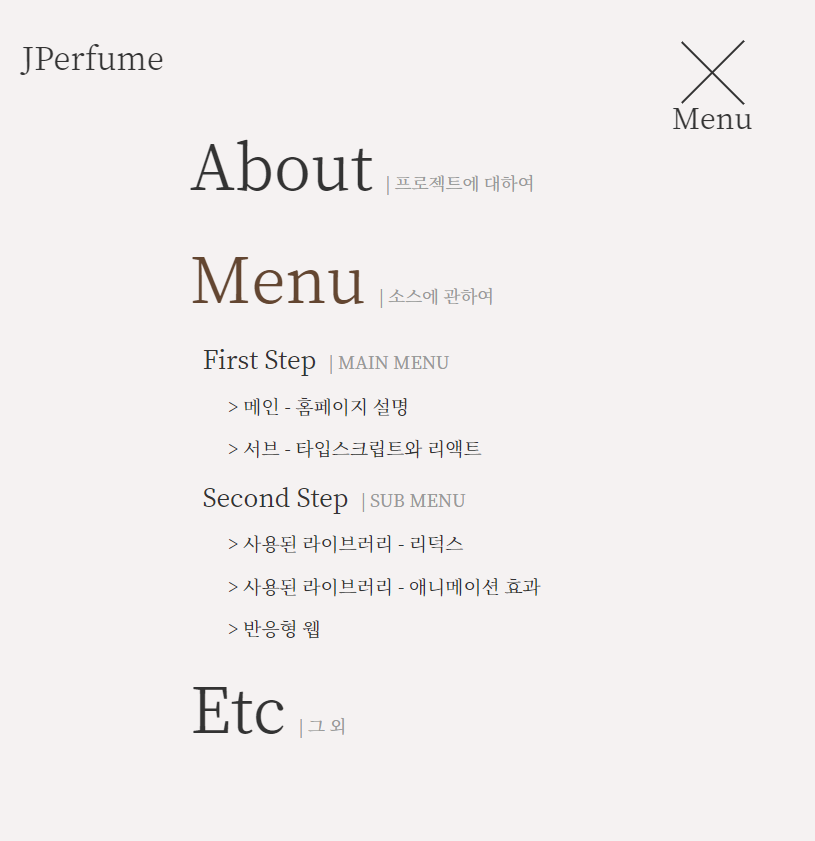 JPerfume
Menu
About | 프로젝트에 대하여
Menu | 소스에 관하여
First Step | MAIN MENU
> 메인 - 홈페이지 설명
> 서브 - 타입스크립트와 리액트
Second Step | SUB MENU
> 사용된 라이브러리 - 리덕스
> 사용된 라이브러리 - 애니메이션 효과
> 반응형 웹
Etc | 그 외